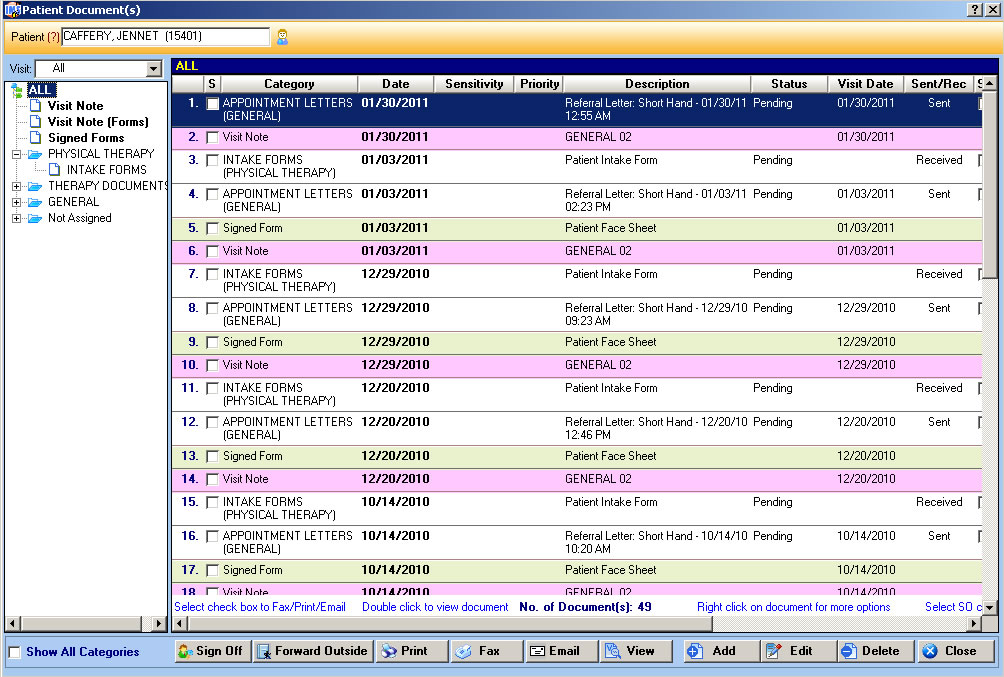 Patient Document(s)
Patient (?) CAFFERY, JENNET (15401)
Visit: All
ALL
Visit Note
Visit Note (Forms)
Signed Forms
PHYSICAL THERAPY
INTAKE FORMS
THERAPY DOCUMENTS
GENERAL
Not Assigned
ALL
S Category Date Sensitivity Priority Description Status Visit Date Sent/Rec
1. APPOINTMENT LETTERS 01/30/2011 Referral Letter: Short Hand - 01/30/11 Pending 01/30/2011 Sent
(GENERAL) 12:55 AM
2. Visit Note 01/30/2011 GENERAL 02 01/30/2011
3. INTAKE FORMS 01/03/2011 Patient Intake Form Pending Received
(PHYSICAL THERAPY)
4. APPOINTMENT LETTERS 01/03/2011 Referral Letter: Short Hand - 01/03/11 Pending 01/03/2011 Sent
(GENERAL) 02:23 PM
5. Signed Form 01/03/2011 Patient Face Sheet 01/03/2011
6. Visit Note 01/03/2011 GENERAL 02 01/03/2011
7. INTAKE FORMS 12/29/2010 Patient Intake Form Pending Received
(PHYSICAL THERAPY)
8. APPOINTMENT LETTERS 12/29/2010 Referral Letter: Short Hand - 12/29/10 Pending 12/29/2010 Sent
(GENERAL) 09:23 AM
9. Signed Form 12/29/2010 Patient Face Sheet 12/29/2010
10. Visit Note 12/29/2010 GENERAL 02 12/29/2010
11. INTAKE FORMS 12/20/2010 Patient Intake Form Pending Received
(PHYSICAL THERAPY)
12. APPOINTMENT LETTERS 12/20/2010 Referral Letter: Short Hand - 12/20/10 Pending 12/20/2010 Sent
(GENERAL) 12:46 PM
13. Signed Form 12/20/2010 Patient Face Sheet 12/20/2010
14. Visit Note 12/20/2010 GENERAL 02 12/20/2010
15. INTAKE FORMS 10/14/2010 Patient Intake Form Pending Received
(PHYSICAL THERAPY)
16. APPOINTMENT LETTERS 10/14/2010 Referral Letter: Short Hand - 10/14/10 Pending 10/14/2010 Sent
(GENERAL) 10:20 AM
17. Signed Form 10/14/2010 Patient Face Sheet 10/14/2010
18. Visit Note 10/14/2010 GENERAL 02 10/14/2010
Select check box to Fax/Print/Email Double click to view document No. of Document(s): 49 Right click on document for more options Select SO
Show All Categories Sign Off Forward Outside Print Fax Email View Add Edit Delete Close